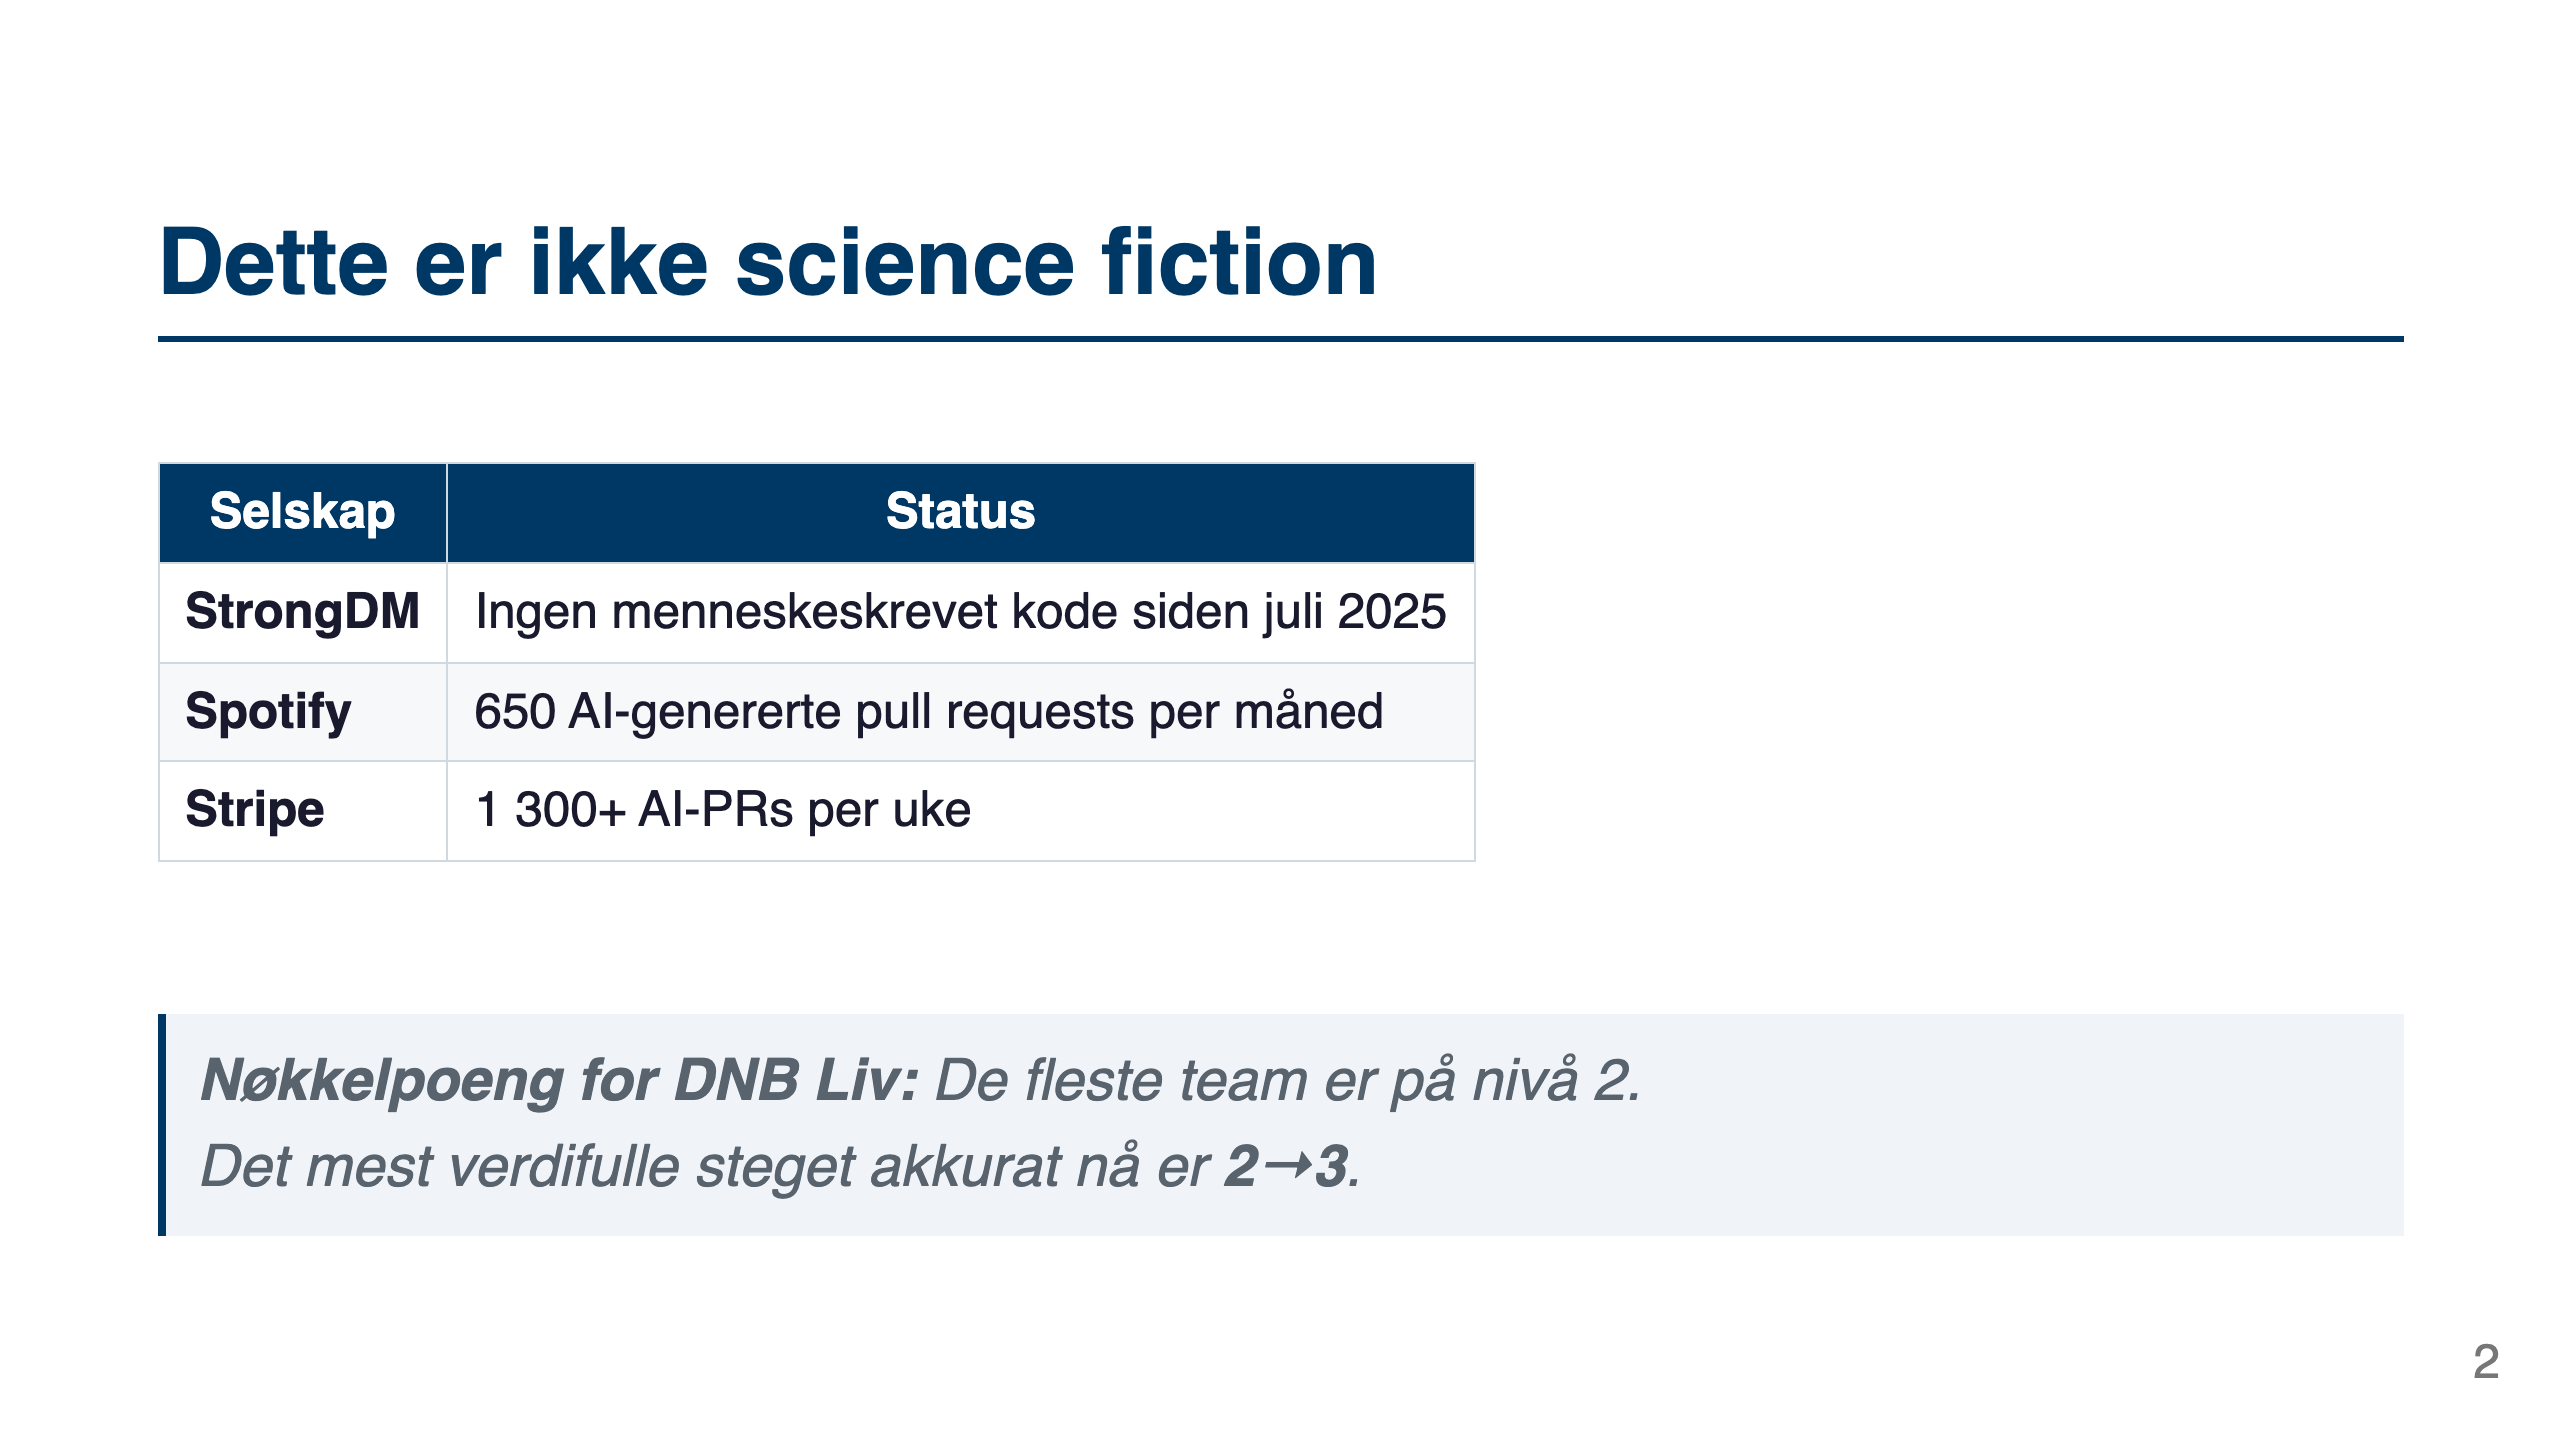 Dette er ikke science fiction
Selskap Status
StrongDM Ingen menneskeskrevet kode siden juli 2025
Spotify 650 AI-genererte pull requests per måned
Stripe 1 300+ AI-PRs per uke
Nøkkelpoeng for DNB Liv: De fleste team er på nivå 2.
Det mest verdifulle steget akkurat nå er 2→3.
2